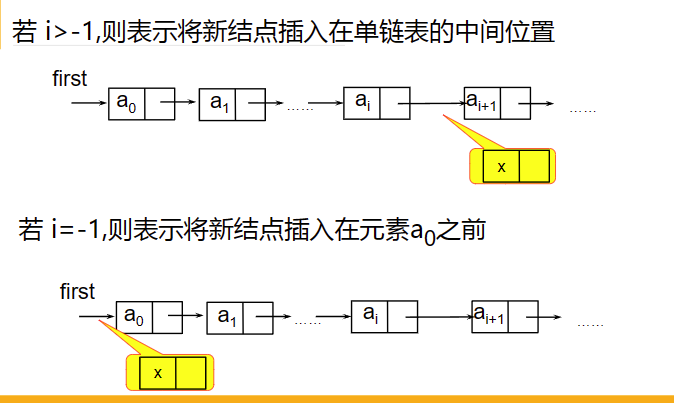 若 i>-1,则表示将新结点插入在单链表的中间位置
first
a0 a1 …… ai ai+1 ……
x
若 i=-1,则表示将新结点插入在元素a0之前
first
a0 a1 …… ai ai+1 ……
x